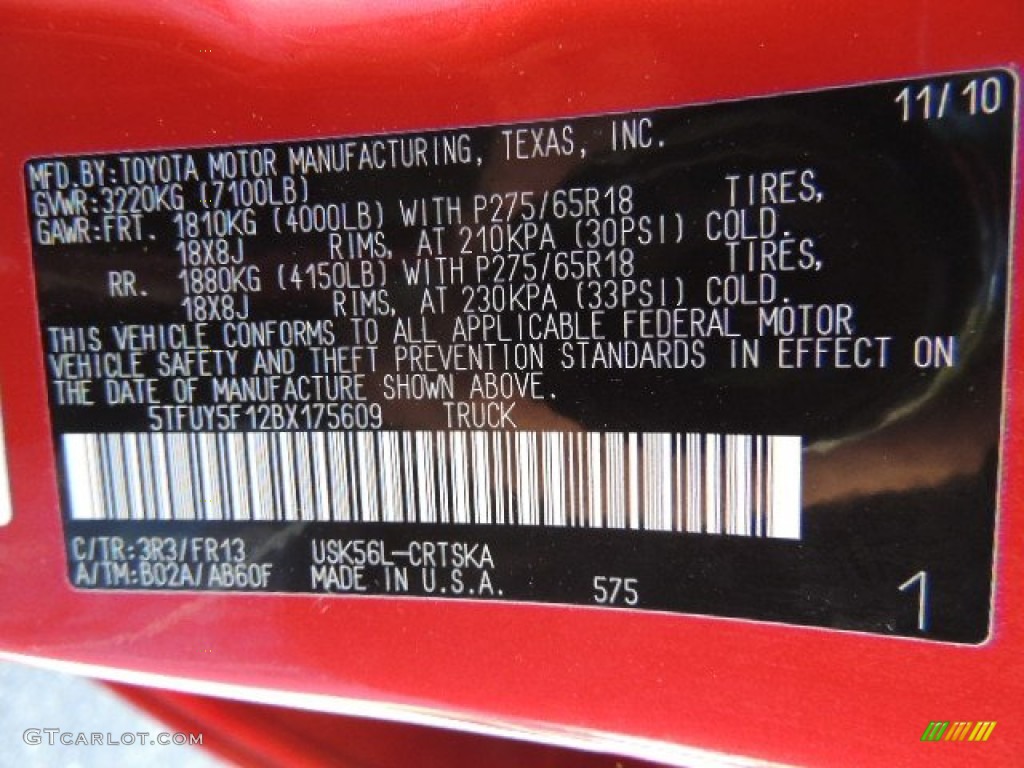 11/10
MFD.BY:TOYOTA MOTOR MANUFACTURING, TEXAS, INC.
GVWR:3220KG (7100LB)
GAWR:FRT. 1810KG (4000LB) WITH P275/65R18 TIRES,
18X8J RIMS, AT 210KPA (30PSI) COLD.
RR. 1880KG (4150LB) WITH P275/65R18 TIRES,
18X8J RIMS, AT 230KPA (33PSI) COLD.
THIS VEHICLE CONFORMS TO ALL APPLICABLE FEDERAL MOTOR
VEHICLE SAFETY AND THEFT PREVENTION STANDARDS IN EFFECT ON
THE DATE OF MANUFACTURE SHOWN ABOVE.
5TFUY5F12BX175609 TRUCK
C/TR:3R3/FR13 USK56L-CRTSKA
A/TM:B02A/AB60F MADE IN U.S.A. 575 1
GTCARLOT.COM